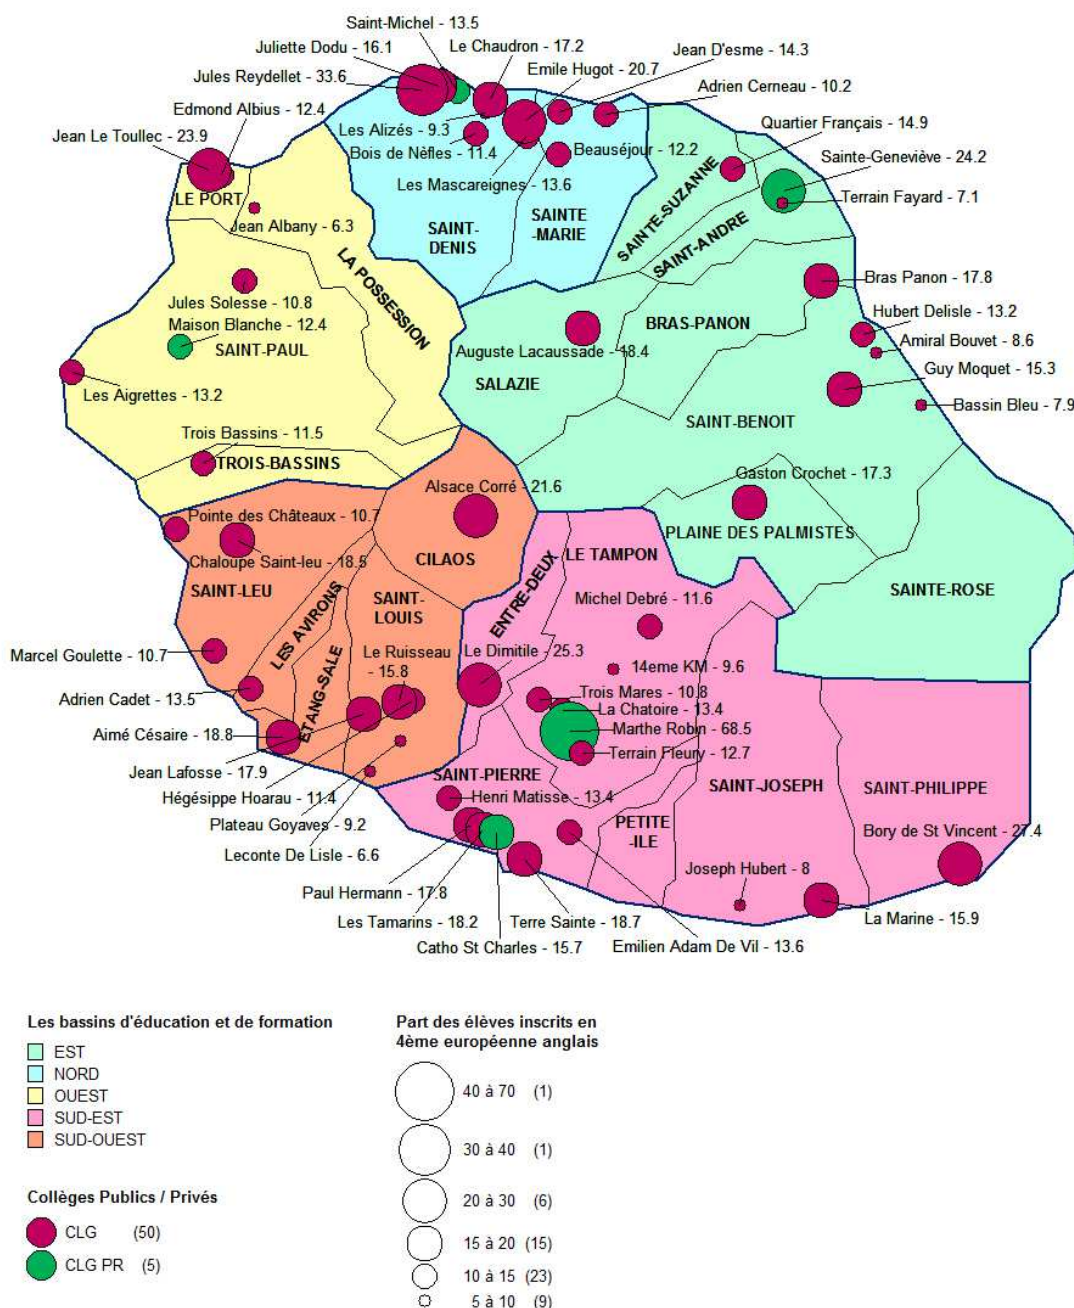 Saint-Michel - 13.5
Juliette Dodu - 16.1
Le Chaudron - 17.2
Jean D'esme - 14.3
Jules Reydellet - 33.6
Emile Hugot - 20.7
Adrien Cerneau - 10.2
Edmond Albius - 12.4
Jean Le Toullec - 23.9
Les Alizés - 9.3
Quartier Français - 14.9
Bois de Nèfles - 11.4
Beauséjour - 12.2
Sainte-Geneviève - 24.2
Les Mascareignes - 13.6
Terrain Fayard - 7.1
LE PORT
Jean Albany - 6.3
SAINT-
DENIS
SAINTE
-MARIE
SAINTE-SUZANNE
SAINT-ANDRE
LA POSSESSION
Jules Solesse - 10.8
Bras Panon - 17.8
Maison Blanche - 12.4
SAINT-PAUL
BRAS-PANON
Hubert Delisle - 13.2
Amiral Bouvet - 8.6
Auguste Lacaussade - 18.4
Guy Moquet - 15.3
SALAZIE
Les Aigrettes - 13.2
Bassin Bleu - 7.9
SAINT-BENOIT
Trois Bassins - 11.5
TROIS-BASSINS
Gaston Crochet - 17.3
Alsace Corré - 21.6
Pointe des Châteaux - 10.7
PLAINE DES PALMISTES
Chaloupe Saint-leu - 18.5
CILAOS
LE TAMPON
SAINT-LEU
SAINTE-ROSE
LES AVIRONS
SAINT-
LOUIS
ENTRE-DEUX
Michel Debré - 11.6
Marcel Goulette - 10.7
Le Ruisseau
- 15.8
Le Dimitile - 25.3
14eme KM - 9.6
Adrien Cadet - 13.5
ETANG-SALE
Trois Mares - 10.8
La Chatoire - 13.4
Aimé Césaire - 18.8
Marthe Robin - 68.5
Terrain Fleury - 12.7
Jean Lafosse - 17.9
SAINT-PIERRE
SAINT-JOSEPH
SAINT-PHILIPPE
Hégésippe Hoarau - 11.4
Henri Matisse - 13.4
Plateau Goyaves - 9.2
PETITE
-ILE
Bory de St Vincent - 27.4
Leconte De Lisle - 6.6
Joseph Hubert - 8
Paul Hermann - 17.8
Les Tamarins - 18.2
Terre Sainte - 18.7
La Marine - 15.9
Catho St Charles - 15.7
Emilien Adam De Vil - 13.6
Les bassins d'éducation et de formation
EST
NORD
OUEST
SUD-EST
SUD-OUEST
Collèges Publics / Privés
CLG (50)
CLG PR (5)
Part des élèves inscrits en
4ème européenne anglais
40 à 70 (1)
30 à 40 (1)
20 à 30 (6)
15 à 20 (15)
10 à 15 (23)
5 à 10 (9)